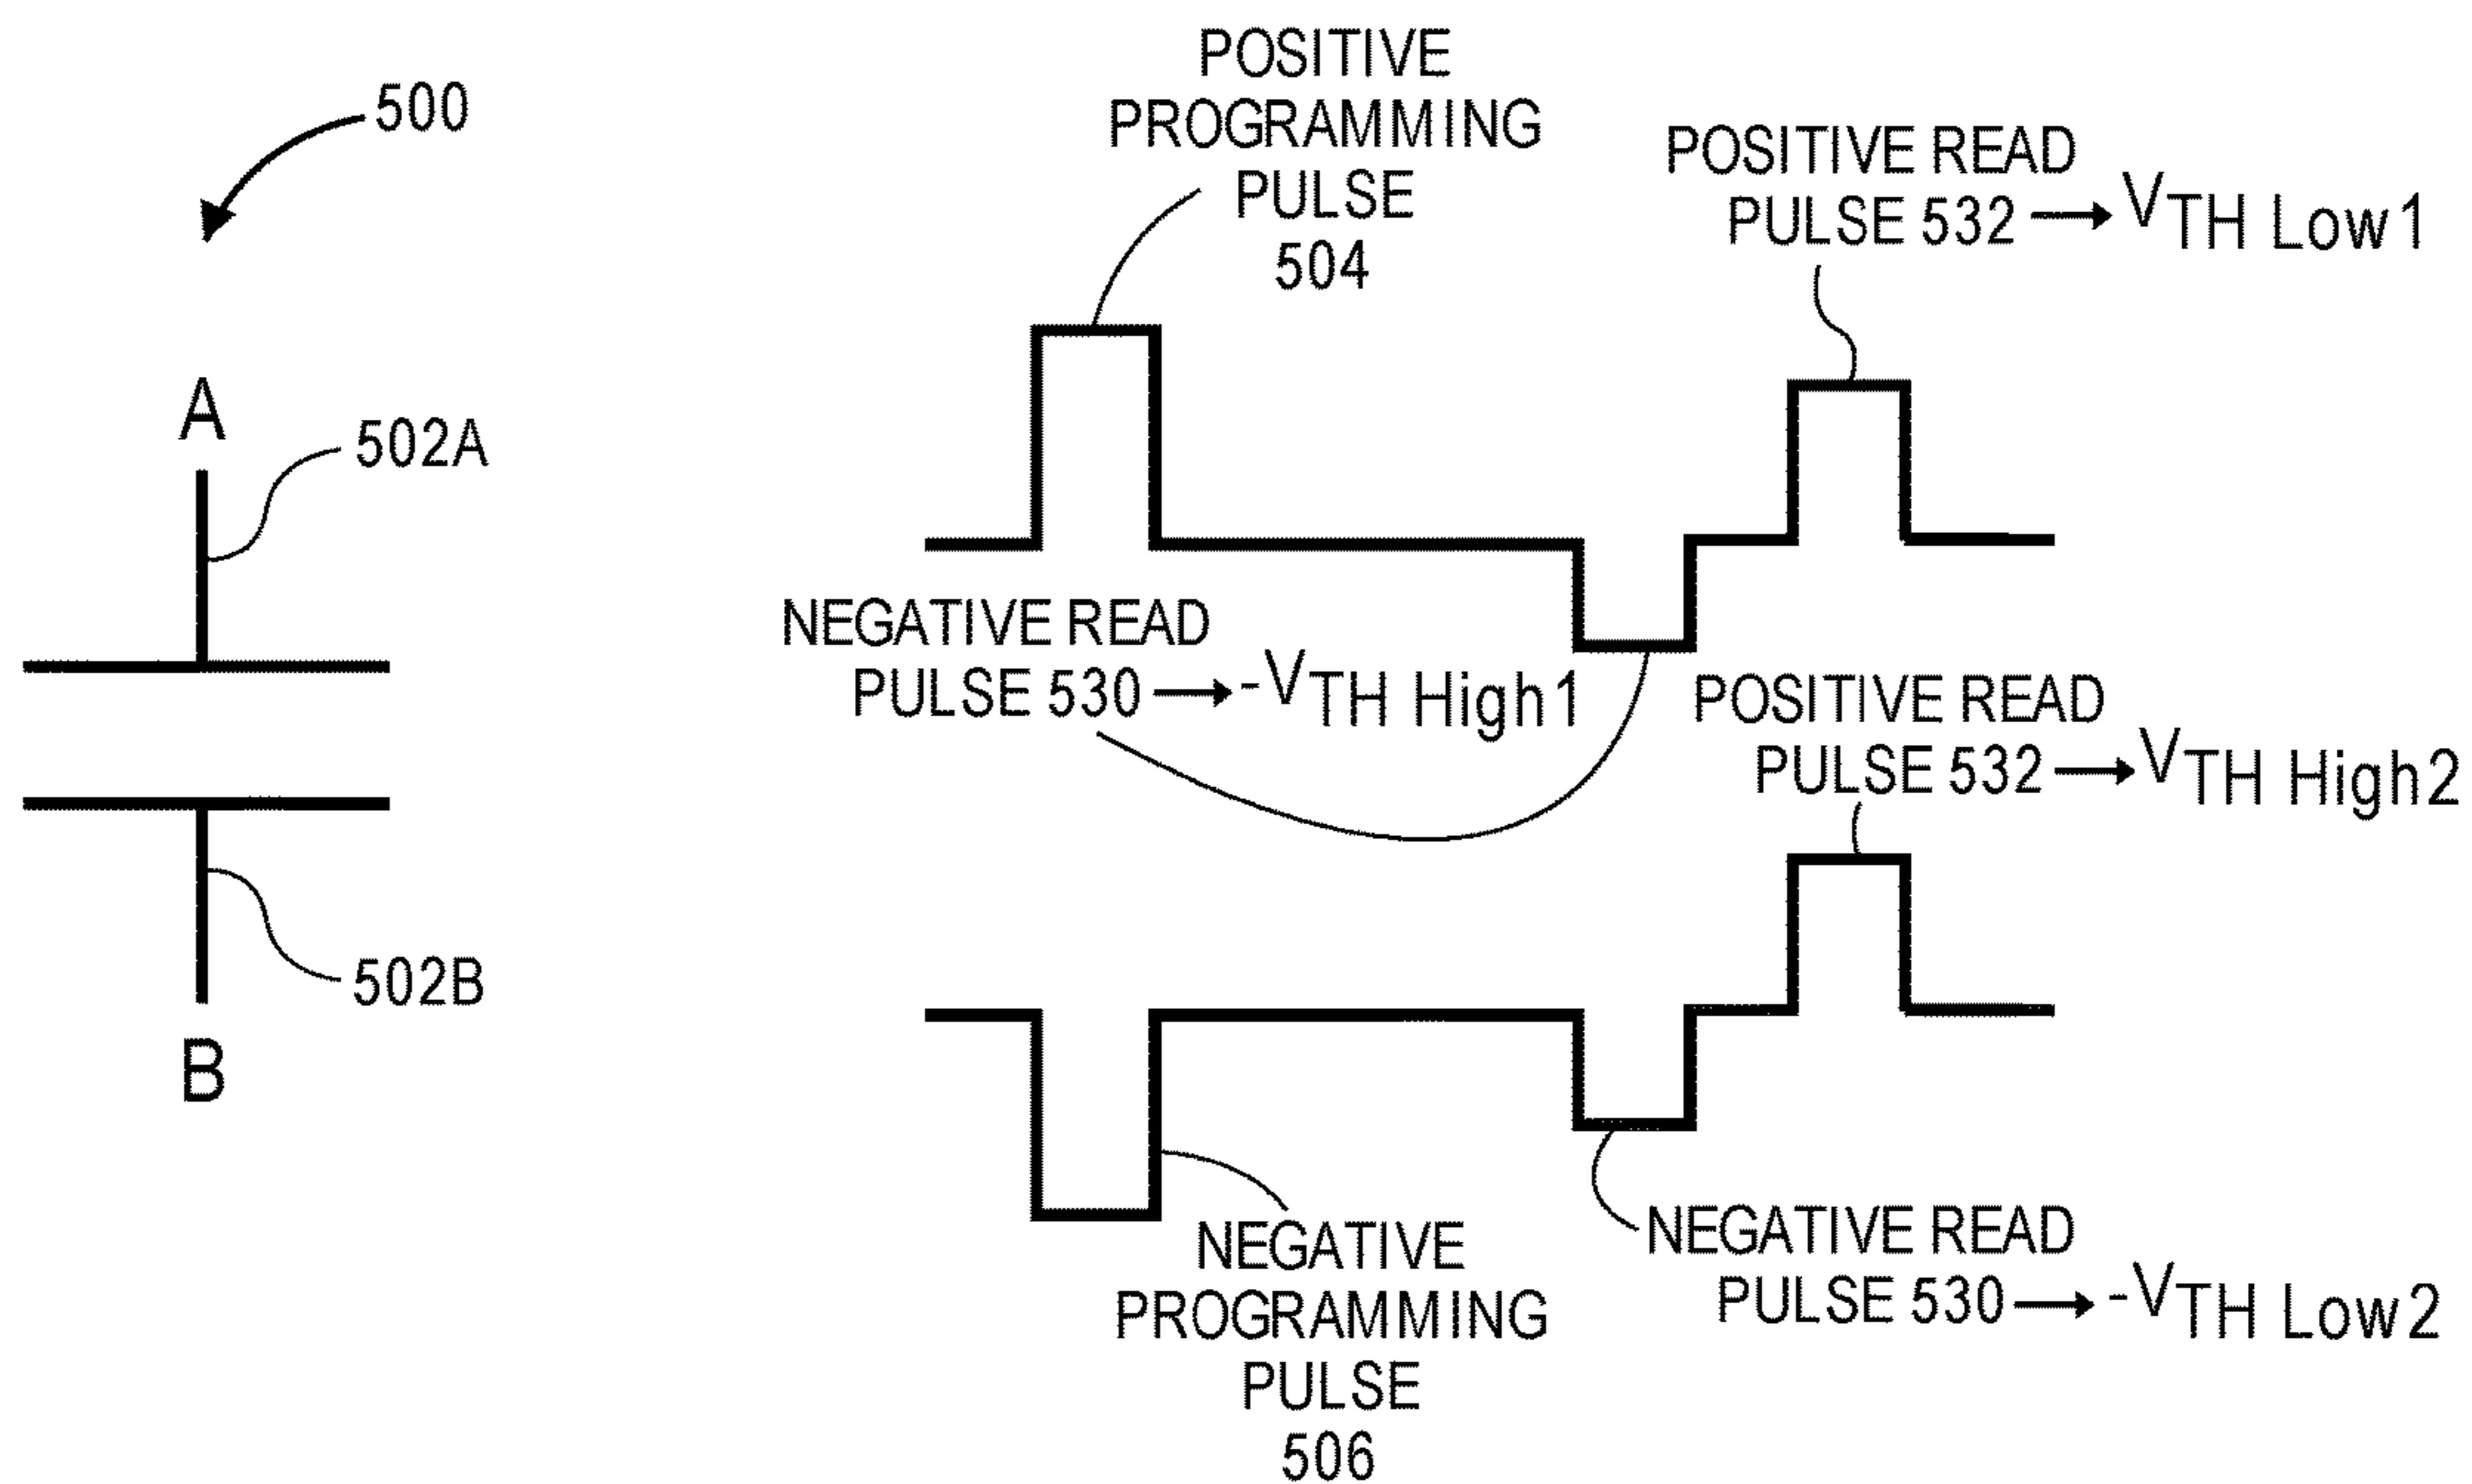 500
A
502A
502B
B
POSITIVE
PROGRAMMING
PULSE
504
POSITIVE READ
PULSE 532 → VTH Low1
NEGATIVE READ
PULSE 530 → -VTH High1
POSITIVE READ
PULSE 532 → VTH High2
NEGATIVE
PROGRAMMING
PULSE
506
NEGATIVE READ
PULSE 530 → -VTH Low2